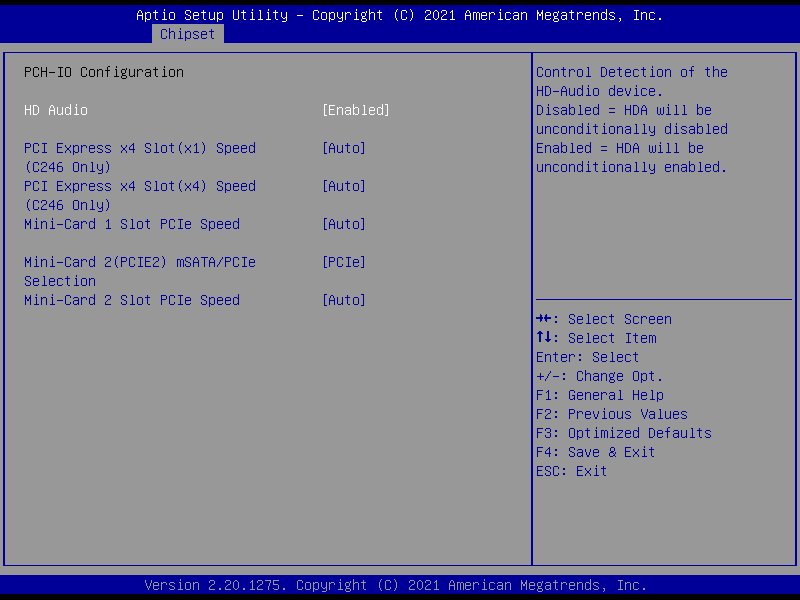 Aptio Setup Utility – Copyright (C) 2021 American Megatrends, Inc.
Chipset
PCH-IO Configuration
HD Audio [Enabled]
PCI Express x4 Slot(x1) Speed [Auto]
(C246 Only)
PCI Express x4 Slot(x4) Speed [Auto]
(C246 Only)
Mini-Card 1 Slot PCIe Speed [Auto]
Mini-Card 2(PCIE2) mSATA/PCIe [PCIe]
Selection
Mini-Card 2 Slot PCIe Speed [Auto]
Control Detection of the
HD-Audio device.
Disabled = HDA will be
unconditionally disabled
Enabled = HDA will be
unconditionally enabled.
→←: Select Screen
↑↓: Select Item
Enter: Select
+/-: Change Opt.
F1: General Help
F2: Previous Values
F3: Optimized Defaults
F4: Save & Exit
ESC: Exit
Version 2.20.1275. Copyright (C) 2021 American Megatrends, Inc.